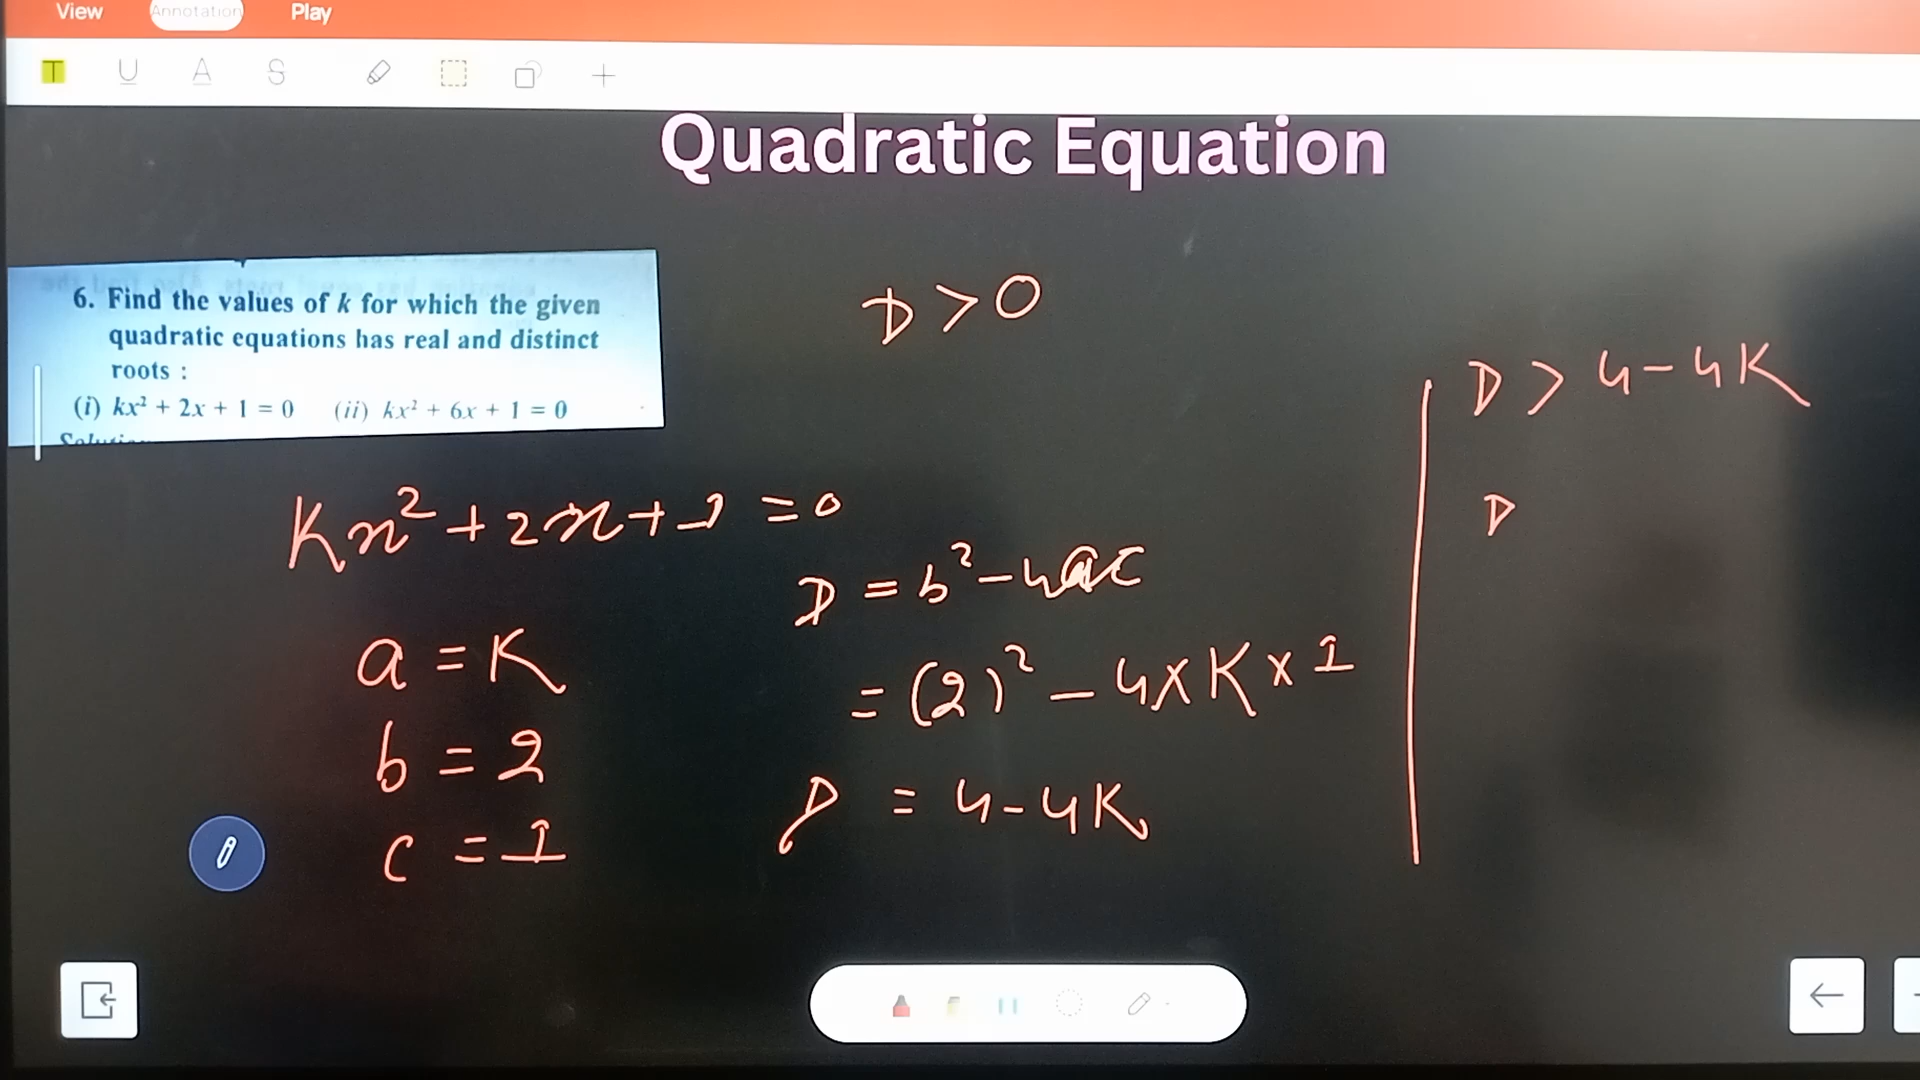 View Annotation Play
T U A S
Quadratic Equation
6. Find the values of k for which the given
quadratic equations has real and distinct
roots :
(i) kx² + 2x + 1 = 0 (ii) kx² + 6x + 1 = 0
D > 0
Kx² + 2x + 1 = 0
a = K
b = 2
c = 1
D = b² - 4ac
= (2)² - 4 × K × 1
D = 4 - 4K
D > 4 - 4K
D